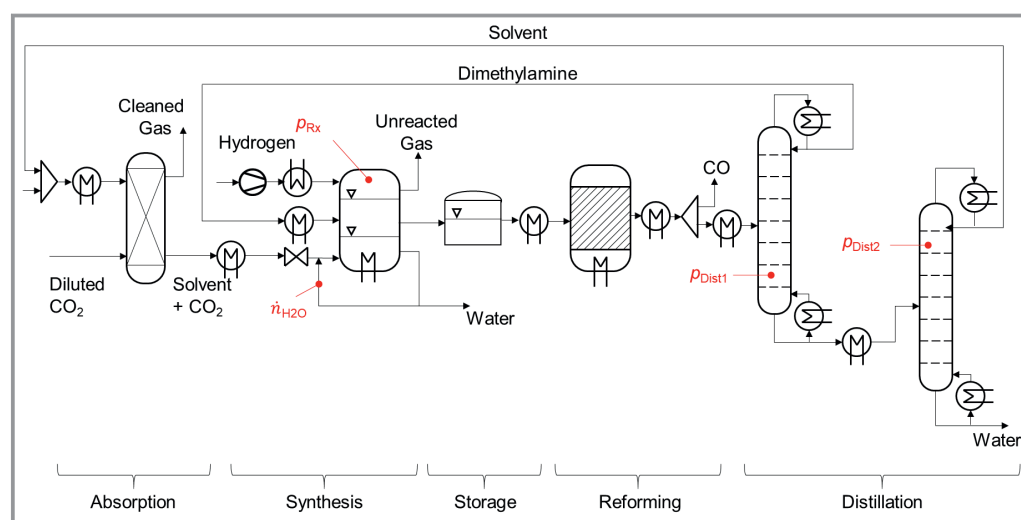 Solvent
Dimethylamine
Cleaned
Gas
Hydrogen
pRx
Unreacted
Gas
CO
pDist1
pDist2
Diluted
CO2
Solvent
+ CO2
ṅH2O
Water
Water
Absorption
Synthesis
Storage
Reforming
Distillation